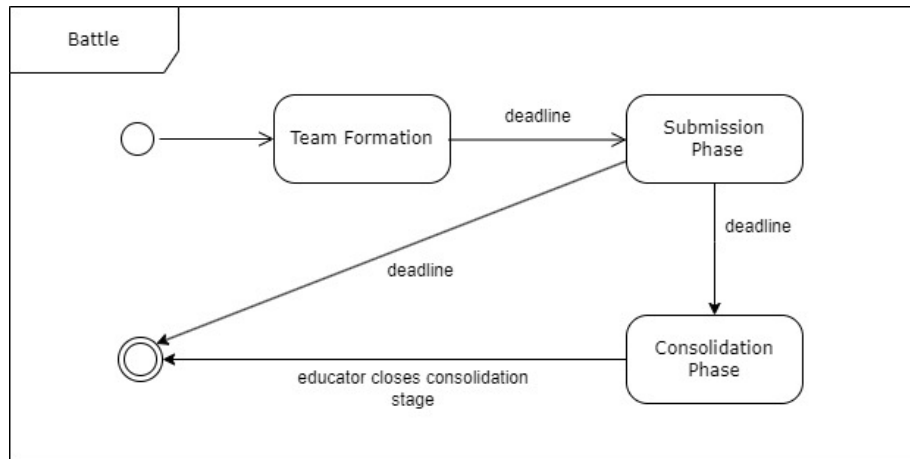 Battle
Team Formation
deadline
Submission
Phase
deadline
deadline
Consolidation
Phase
educator closes consolidation
stage